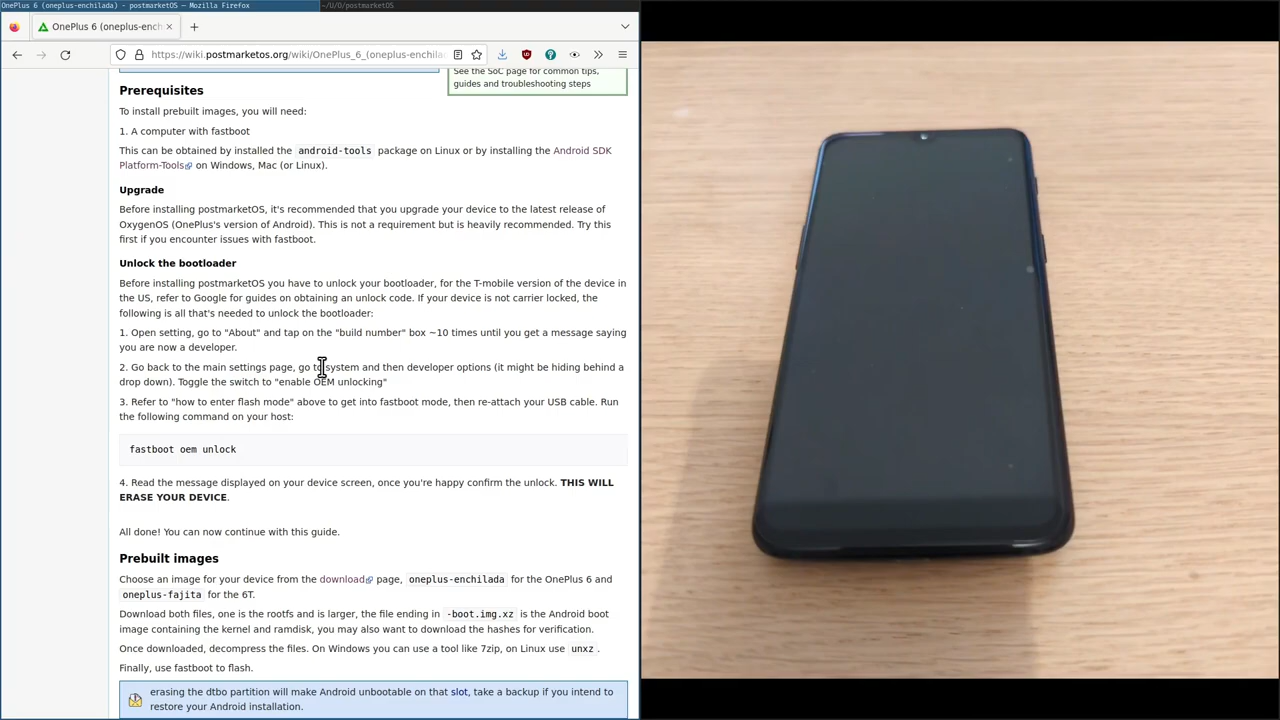 OnePlus 6 (oneplus-enchilada) - postmarketOS — Mozilla Firefox
~/U/O/postmarketOS
OnePlus 6 (oneplus-ench
https://wiki.postmarketos.org/wiki/OnePlus_6_(oneplus-enchila
See the SoC page for common tips,
guides and troubleshooting steps
Prerequisites
To install prebuilt images, you will need:
1. A computer with fastboot
This can be obtained by installed the android-tools package on Linux or by installing the Android SDK
Platform-Tools on Windows, Mac (or Linux).
Upgrade
Before installing postmarketOS, it's recommended that you upgrade your device to the latest release of
OxygenOS (OnePlus's version of Android). This is not a requirement but is heavily recommended. Try this
first if you encounter issues with fastboot.
Unlock the bootloader
Before installing postmarketOS you have to unlock your bootloader, for the T-mobile version of the device in
the US, refer to Google for guides on obtaining an unlock code. If your device is not carrier locked, the
following is all that's needed to unlock the bootloader:
1. Open setting, go to "About" and tap on the "build number" box ~10 times until you get a message saying
you are now a developer.
2. Go back to the main settings page, go to system and then developer options (it might be hiding behind a
drop down). Toggle the switch to "enable OEM unlocking"
3. Refer to "how to enter flash mode" above to get into fastboot mode, then re-attach your USB cable. Run
the following command on your host:
fastboot oem unlock
4. Read the message displayed on your device screen, once you're happy confirm the unlock. THIS WILL
ERASE YOUR DEVICE.
All done! You can now continue with this guide.
Prebuilt images
Choose an image for your device from the download page, oneplus-enchilada for the OnePlus 6 and
oneplus-fajita for the 6T.
Download both files, one is the rootfs and is larger, the file ending in -boot.img.xz is the Android boot
image containing the kernel and ramdisk, you may also want to download the hashes for verification.
Once downloaded, decompress the files. On Windows you can use a tool like 7zip, on Linux use unxz .
Finally, use fastboot to flash.
erasing the dtbo partition will make Android unbootable on that slot, take a backup if you intend to
restore your Android installation.